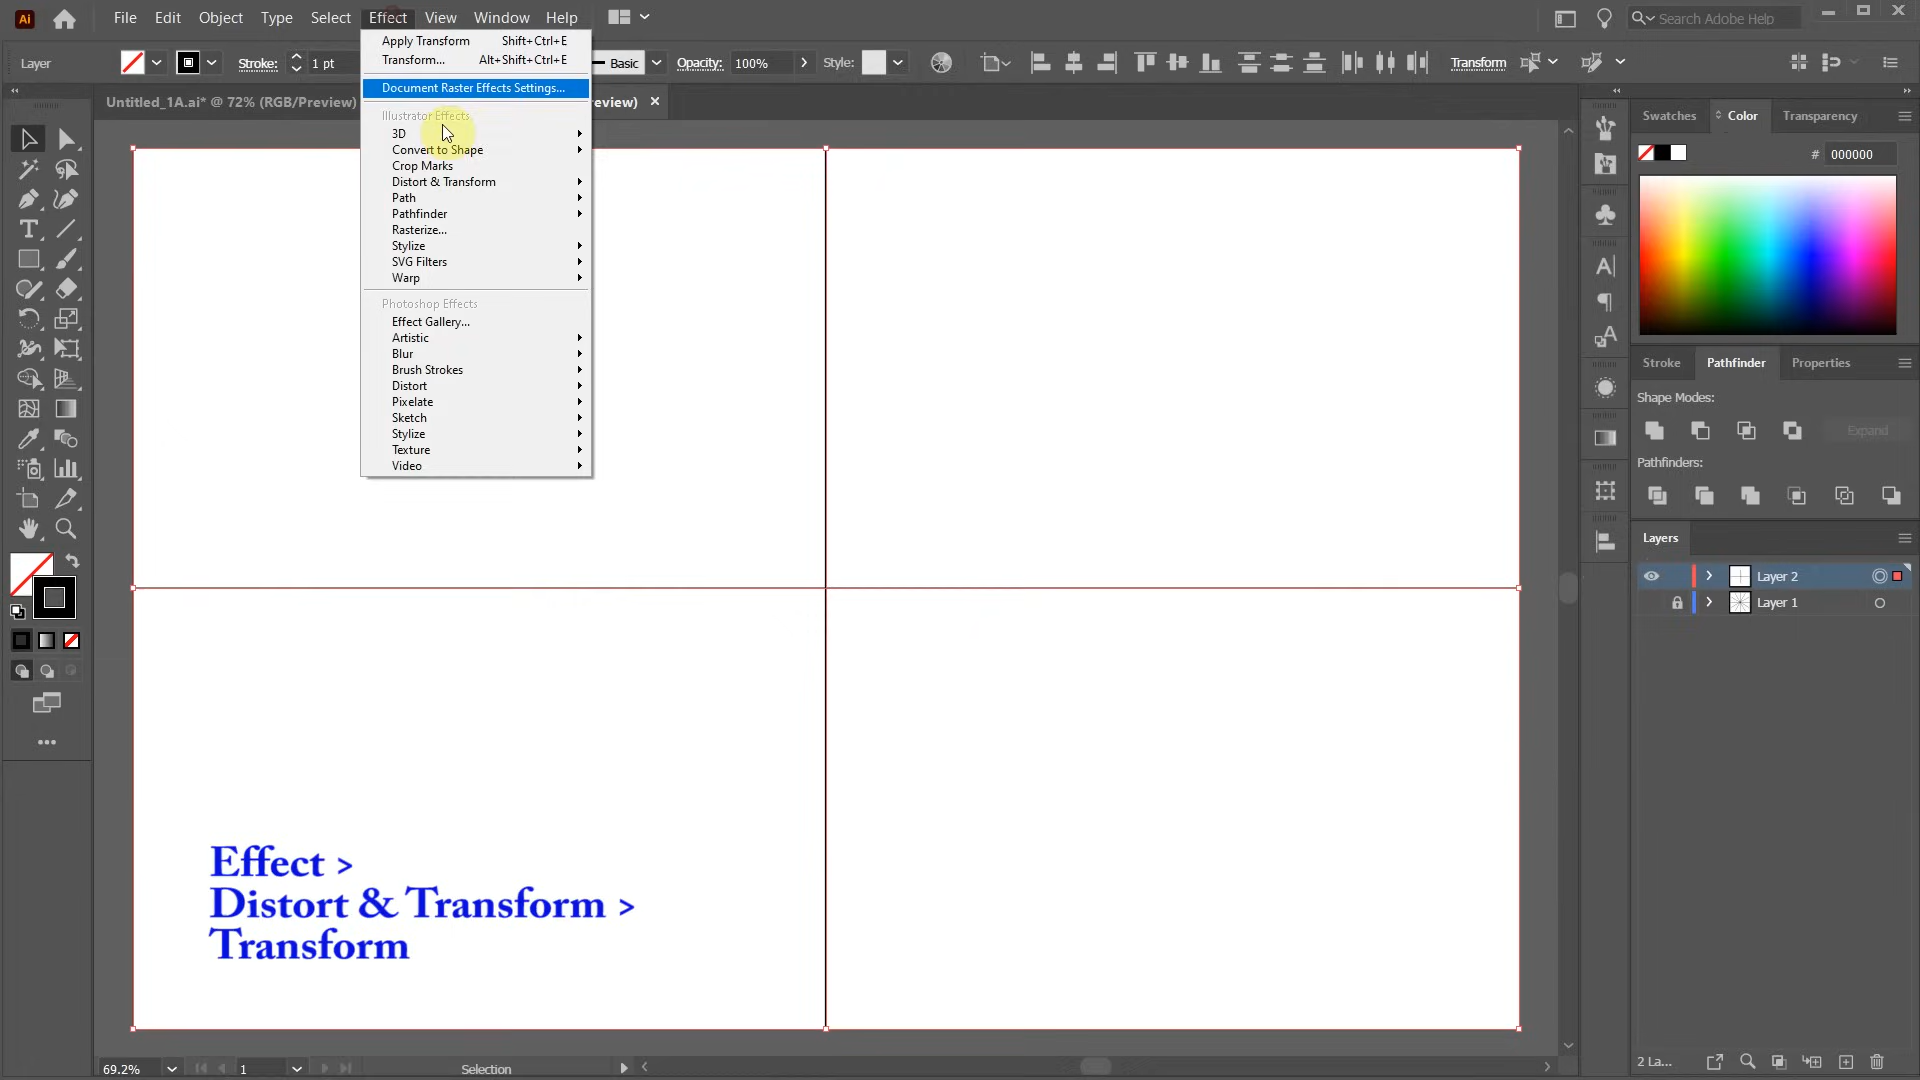 Ai File Edit Object Type Select Effect View Window Help Search Adobe Help
Layer Stroke: 1 pt Basic Opacity: 100% Style: Transform
Untitled_1A.ai* @ 72% (RGB/Preview) eview)
Apply Transform Shift+Ctrl+E
Transform... Alt+Shift+Ctrl+E
Document Raster Effects Settings...
Illustrator Effects
3D
Convert to Shape
Crop Marks
Distort & Transform
Path
Pathfinder
Rasterize...
Stylize
SVG Filters
Warp
Photoshop Effects
Effect Gallery...
Artistic
Blur
Brush Strokes
Distort
Pixelate
Sketch
Stylize
Texture
Video
Effect >
Distort & Transform >
Transform
Swatches Color Transparency
# 000000
Stroke Pathfinder Properties
Shape Modes:
Expand
Pathfinders:
Layers
Layer 2
Layer 1
2 La...
69.2% 1 Selection